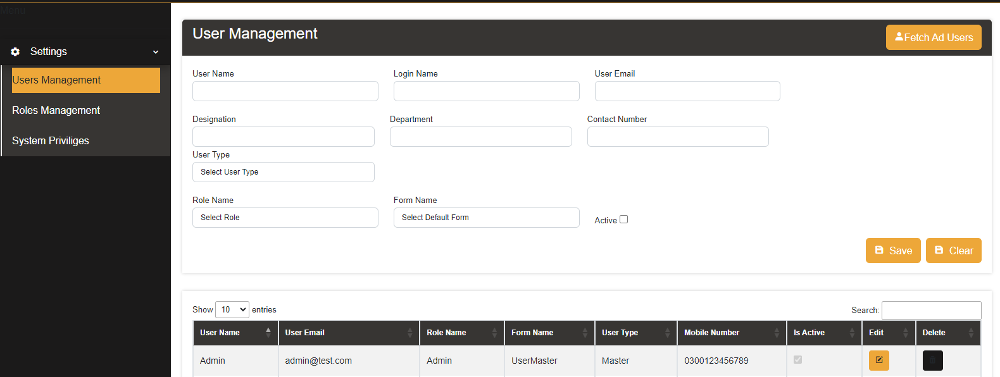 Menu
Settings
Users Management
Roles Management
System Priviliges
User Management
Fetch Ad Users
User Name Login Name User Email
Designation Department Contact Number
User Type
Select User Type
Role Name Form Name
Select Role Select Default Form Active
Save Clear
Show 10 entries Search:
User Name User Email Role Name Form Name User Type Mobile Number Is Active Edit Delete
Admin admin@test.com Admin UserMaster Master 0300123456789